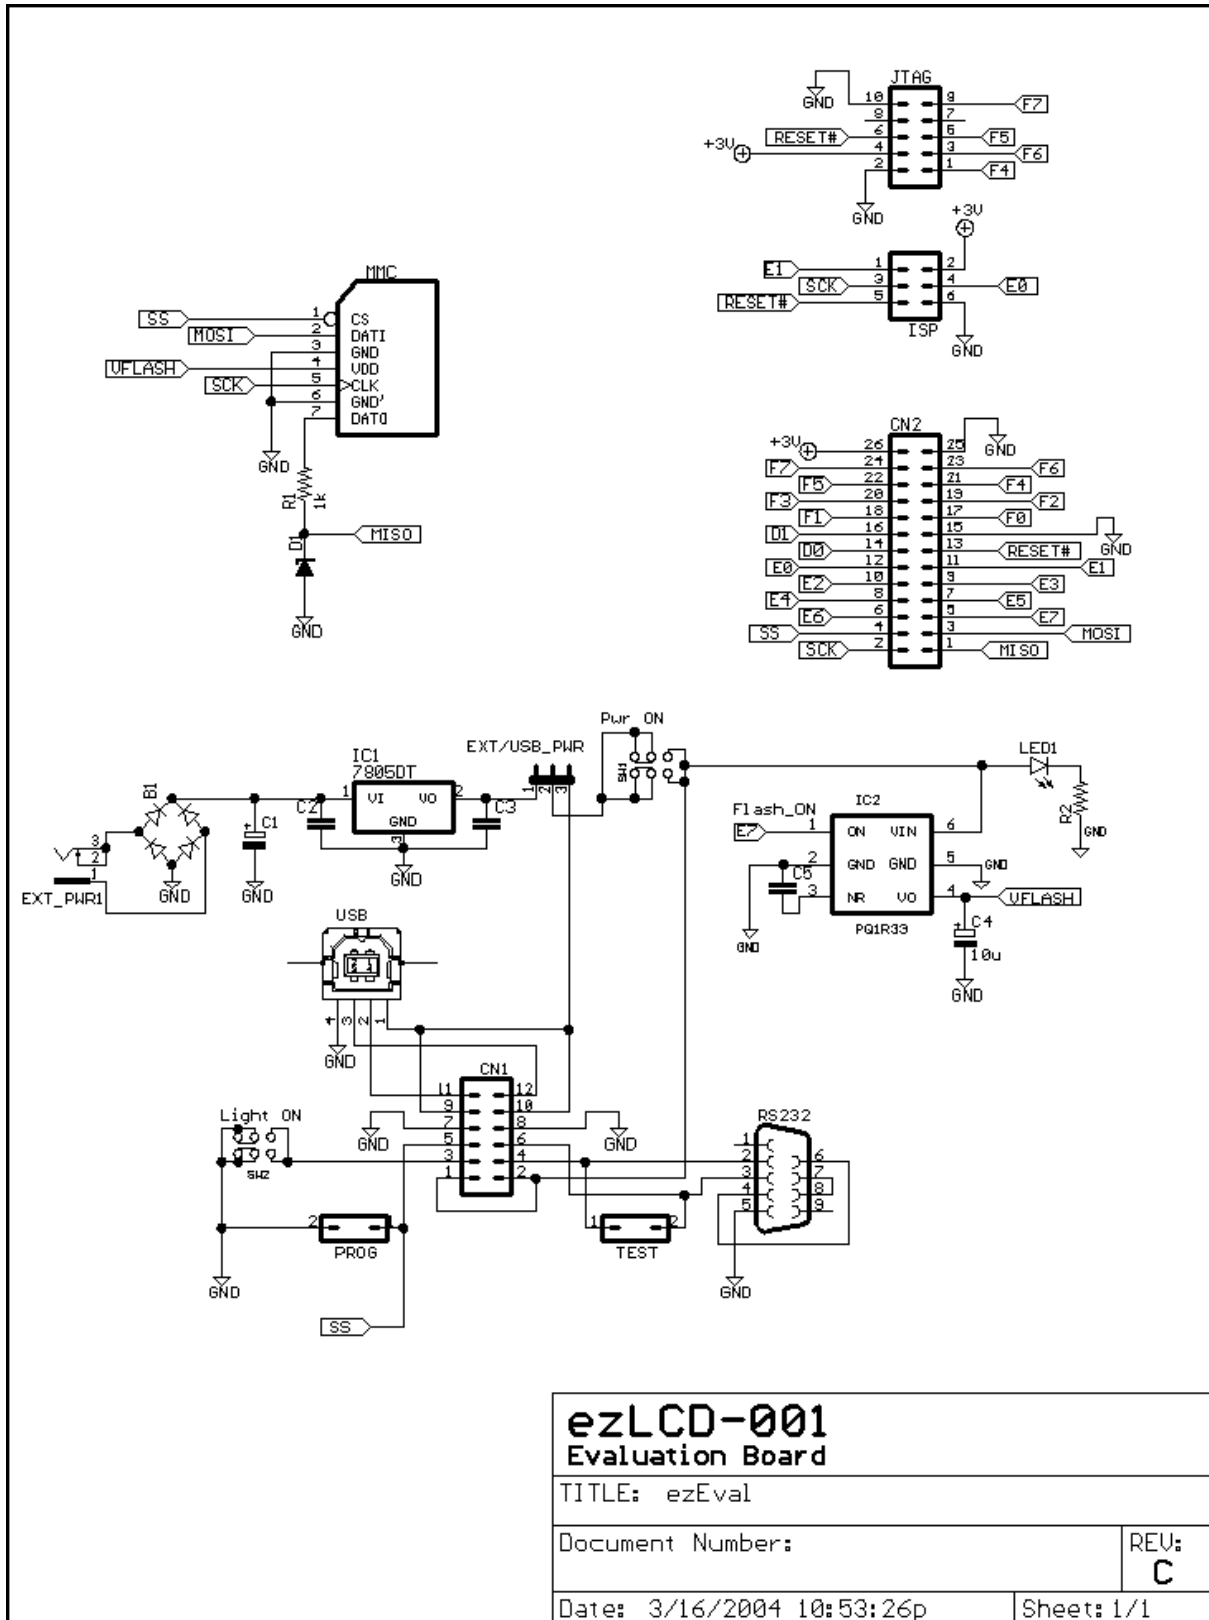 JTAG
GND 10 9 F7
8 7
RESET# 6 5 F5
+3V 4 3 F6
2 1 F4
GND
+3V
E1 1 2
SCK 3 4 E0
RESET# 5 6
ISP
GND
MMC
SS 1 CS
MOSI 2 DATI
3 GND
VFLASH 4 VDD
SCK 5 CLK
6 GND'
7 DATO
GND
R1 1k
D1 MISO
GND
CN2
+3V 26 25 GND
F7 24 23 F6
F5 22 21 F4
F3 20 19 F2
F1 18 17 F0
D1 16 15 GND
D0 14 13 RESET#
E0 12 11 E1
E2 10 9 E3
E4 8 7 E5
E6 6 5 E7
SS 4 3 MOSI
SCK 2 1 MISO
Pwr ON
EXT/USB_PWR
IC1
7805DT
B1
1 VI VO 2
GND
3
C1 C2 C3
1 2 3
SW1
LED1
R2
GND
Flash_ON IC2
E7 1 ON VIN 6
2 GND GND 5 GND
C5 3 NR VO 4 VFLASH
PQ1R33
C4
10u
GND
GND
3
2
1
EXT_PWR1
GND GND GND
USB
4 3 2 1
GND
CN1
11 12
9 10
7 8
5 6
3 4
1 2
GND GND
Light ON
SW2
2 1
PROG
1 2
TEST
RS232
1
2 6
3 7
4 8
5 9
GND GND
SS
ezLCD-001
Evaluation Board
TITLE: ezEval
Document Number:
REV:
C
Date: 3/16/2004 10:53:26p Sheet: 1/1